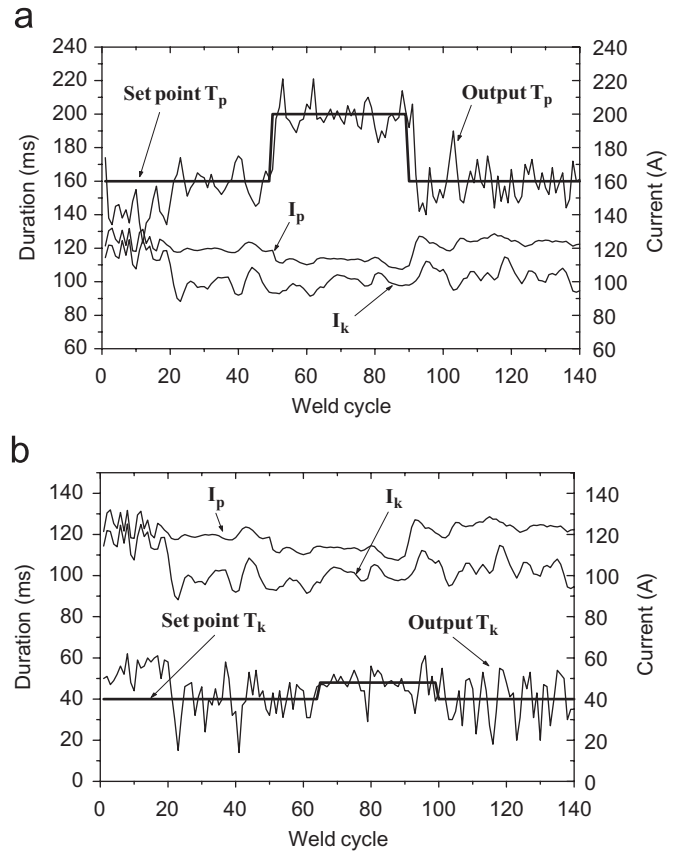 a
240 240
220 220
200 200
180 180
160 160
140 140
120 120
100 100
80 80
60 60
Duration (ms)
Current (A)
Set point Tp
Output Tp
Ip
Ik
0 20 40 60 80 100 120 140
Weld cycle
b
140 140
120 120
100 100
80 80
60 60
40 40
20 20
0 0
Duration (ms)
Current (A)
Ip
Ik
Set point Tk
Output Tk
0 20 40 60 80 100 120 140
Weld cycle